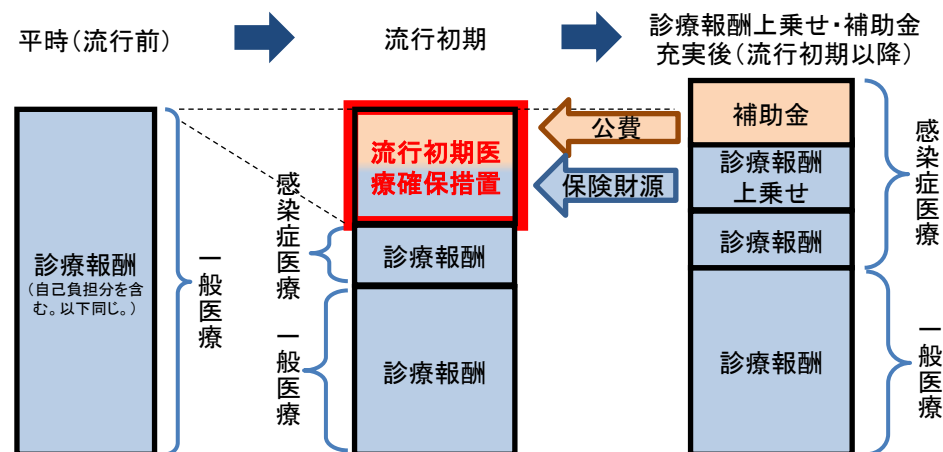 平時(流行前)
流行初期
診療報酬上乗せ・補助金
充実後(流行初期以降)
診療報酬
(自己負担分を含
む。以下同じ。)
一般医療
流行初期医
療確保措置
感染症医療
診療報酬
一般医療
診療報酬
公費
保険財源
補助金
診療報酬
上乗せ
診療報酬
感染症医療
診療報酬
一般医療